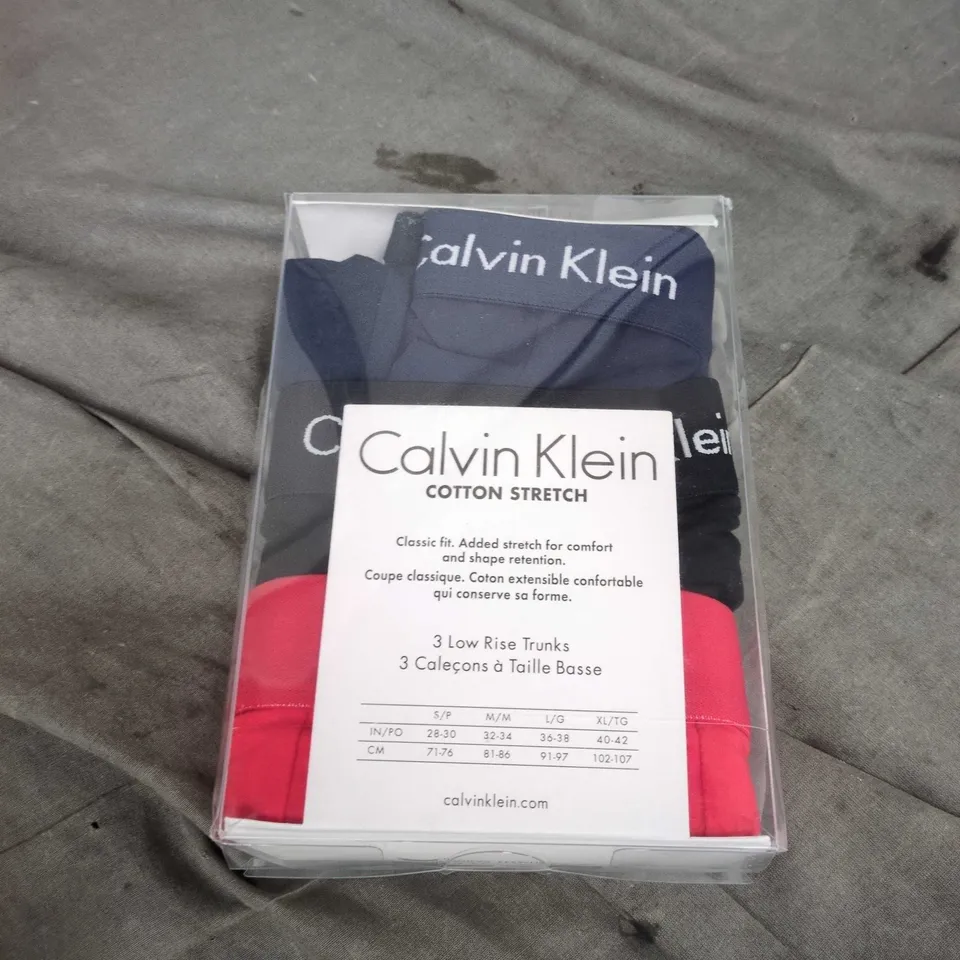 Calvin Klein
C lei
Calvin Klein
COTTON STRETCH
Classic fit. Added stretch for comfort
and shape retention.
Coupe classique. Coton extensible confortable
qui conserve sa forme.
3 Low Rise Trunks
3 Caleçons à Taille Basse
S/P M/M L/G XL/TG
IN/PO 28-30 32-34 36-38 40-42
CM 71-76 81-86 91-97 102-107
calvinklein.com